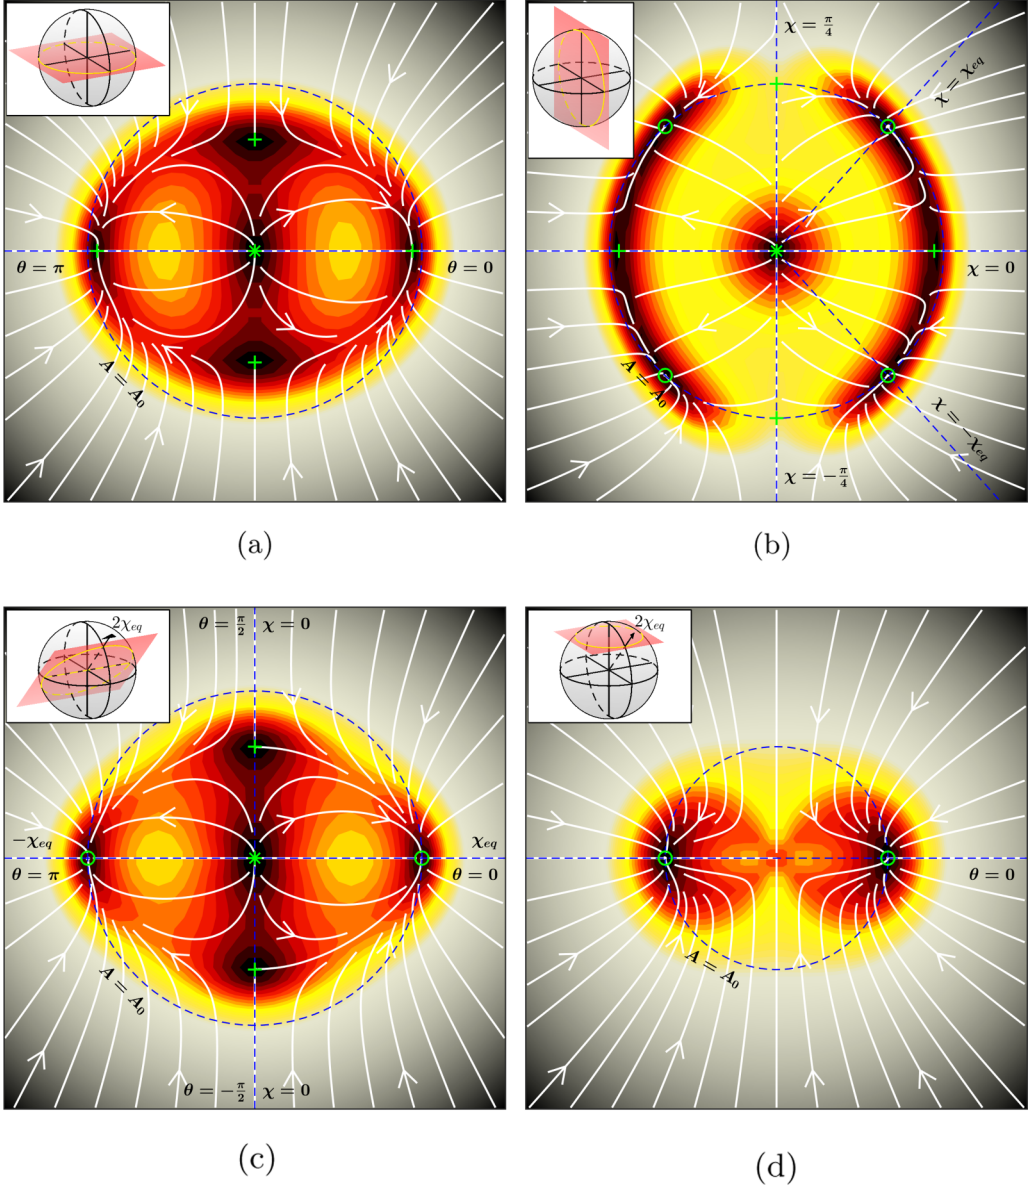 θ = π
θ = 0
A = A₀
(a)
χ = π/4
χ = χ_eq
χ = 0
A = A₀
χ = −χ_eq
χ = −π/4
(b)
2χ_eq
θ = π/2 χ = 0
−χ_eq
χ_eq
θ = π
θ = 0
A = A₀
θ = −π/2 χ = 0
(c)
2χ_eq
θ = 0
A = A₀
(d)